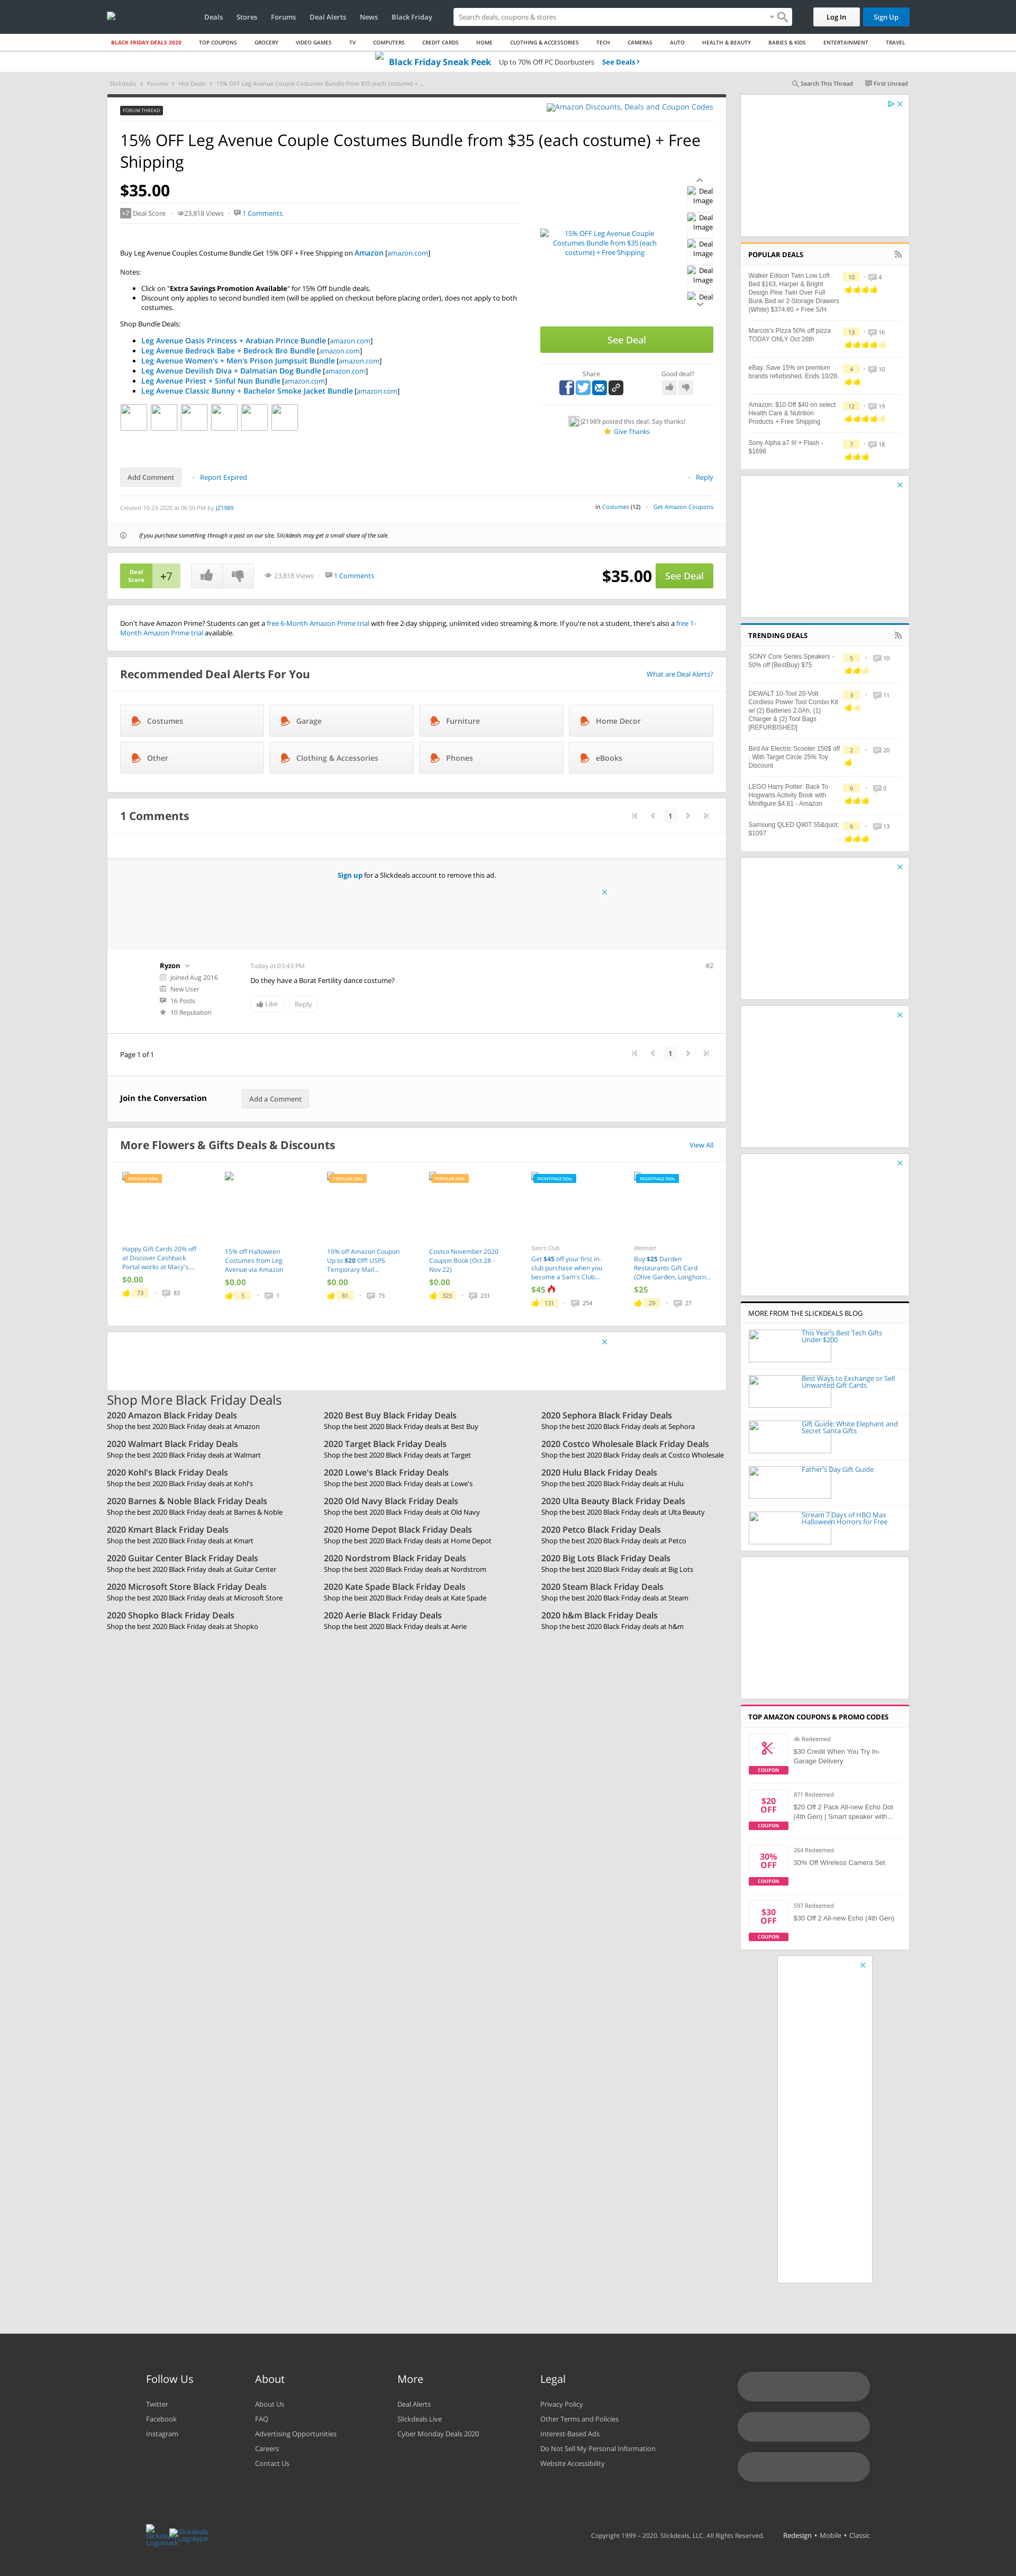 Deals Stores Forums Deal Alerts News Black Friday
Search deals, coupons & stores
Log In Sign Up
BLACK FRIDAY DEALS 2020 TOP COUPONS GROCERY VIDEO GAMES TV COMPUTERS CREDIT CARDS HOME CLOTHING & ACCESSORIES TECH CAMERAS AUTO HEALTH & BEAUTY BABIES & KIDS ENTERTAINMENT TRAVEL
Black Friday Sneak Peek Up to 70% Off PC Doorbusters See Deals
Slickdeals Forums Hot Deals 15% OFF Leg Avenue Couple Costumes Bundle from $35 (each costume) + ...
Search This Thread First Unread
FORUM THREAD
Amazon Discounts, Deals and Coupon Codes
15% OFF Leg Avenue Couple Costumes Bundle from $35 (each costume) + Free
Shipping
$35.00
+7 Deal Score 23,818 Views 1 Comments
Buy Leg Avenue Couples Costume Bundle Get 15% OFF + Free Shipping on Amazon [amazon.com]
Notes:
Click on "Extra Savings Promotion Available" for 15% Off bundle deals.
Discount only applies to second bundled item (will be applied on checkout before placing order), does not apply to both
costumes.
Shop Bundle Deals:
Leg Avenue Oasis Princess + Arabian Prince Bundle [amazon.com]
Leg Avenue Bedrock Babe + Bedrock Bro Bundle [amazon.com]
Leg Avenue Women's + Men's Prison Jumpsuit Bundle [amazon.com]
Leg Avenue Devilish Diva + Dalmatian Dog Bundle [amazon.com]
Leg Avenue Priest + Sinful Nun Bundle [amazon.com]
Leg Avenue Classic Bunny + Bachelor Smoke Jacket Bundle [amazon.com]
15% OFF Leg Avenue Couple
Costumes Bundle from $35 (each
costume) + Free Shipping
Deal
Image
Deal
Image
Deal
Image
Deal
Image
Deal
See Deal
Share Good deal?
JZ1989 posted this deal. Say thanks!
Give Thanks
Add Comment Report Expired Reply
Created 10-23-2020 at 06:50 PM by JZ1989
in Costumes (12) Get Amazon Coupons
If you purchase something through a post on our site, Slickdeals may get a small share of the sale.
Deal
Score
+7
23,818 Views 1 Comments
$35.00 See Deal
Don't have Amazon Prime? Students can get a free 6-Month Amazon Prime trial with free 2-day shipping, unlimited video streaming & more. If you're not a student, there's also a free 1-
Month Amazon Prime trial available.
Recommended Deal Alerts For You What are Deal Alerts?
Costumes Garage Furniture Home Decor
Other Clothing & Accessories Phones eBooks
1 Comments 1
Sign up for a Slickdeals account to remove this ad.
Ryzon
Joined Aug 2016
New User
16 Posts
10 Reputation
Today at 03:43 PM #2
Do they have a Borat Fertility dance costume?
Like Reply
Page 1 of 1 1
Join the Conversation Add a Comment
More Flowers & Gifts Deals & Discounts View All
POPULAR DEAL
Happy Gift Cards 20% off
at Discover Cashback
Portal works at Macy's,...
$0.00
73 83
15% off Halloween
Costumes from Leg
Avenue via Amazon
$0.00
5 1
POPULAR DEAL
10% off Amazon Coupon
Up to $20 Off! USPS
Temporary Mail...
$0.00
81 73
POPULAR DEAL
Costco November 2020
Coupon Book (Oct 28 -
Nov 22)
$0.00
323 231
FRONTPAGE DEAL
Sam's Club
Get $45 off your first in-
club purchase when you
become a Sam's Club...
$45
131 254
FRONTPAGE DEAL
Walmart
Buy $25 Darden
Restaurants Gift Card
(Olive Garden, Longhorn...
$25
29 27
Shop More Black Friday Deals
2020 Amazon Black Friday Deals
Shop the best 2020 Black Friday deals at Amazon
2020 Best Buy Black Friday Deals
Shop the best 2020 Black Friday deals at Best Buy
2020 Sephora Black Friday Deals
Shop the best 2020 Black Friday deals at Sephora
2020 Walmart Black Friday Deals
Shop the best 2020 Black Friday deals at Walmart
2020 Target Black Friday Deals
Shop the best 2020 Black Friday deals at Target
2020 Costco Wholesale Black Friday Deals
Shop the best 2020 Black Friday deals at Costco Wholesale
2020 Kohl's Black Friday Deals
Shop the best 2020 Black Friday deals at Kohl's
2020 Lowe's Black Friday Deals
Shop the best 2020 Black Friday deals at Lowe's
2020 Hulu Black Friday Deals
Shop the best 2020 Black Friday deals at Hulu
2020 Barnes & Noble Black Friday Deals
Shop the best 2020 Black Friday deals at Barnes & Noble
2020 Old Navy Black Friday Deals
Shop the best 2020 Black Friday deals at Old Navy
2020 Ulta Beauty Black Friday Deals
Shop the best 2020 Black Friday deals at Ulta Beauty
2020 Kmart Black Friday Deals
Shop the best 2020 Black Friday deals at Kmart
2020 Home Depot Black Friday Deals
Shop the best 2020 Black Friday deals at Home Depot
2020 Petco Black Friday Deals
Shop the best 2020 Black Friday deals at Petco
2020 Guitar Center Black Friday Deals
Shop the best 2020 Black Friday deals at Guitar Center
2020 Nordstrom Black Friday Deals
Shop the best 2020 Black Friday deals at Nordstrom
2020 Big Lots Black Friday Deals
Shop the best 2020 Black Friday deals at Big Lots
2020 Microsoft Store Black Friday Deals
Shop the best 2020 Black Friday deals at Microsoft Store
2020 Kate Spade Black Friday Deals
Shop the best 2020 Black Friday deals at Kate Spade
2020 Steam Black Friday Deals
Shop the best 2020 Black Friday deals at Steam
2020 Shopko Black Friday Deals
Shop the best 2020 Black Friday deals at Shopko
2020 Aerie Black Friday Deals
Shop the best 2020 Black Friday deals at Aerie
2020 h&m Black Friday Deals
Shop the best 2020 Black Friday deals at h&m
POPULAR DEALS
Walker Edison Twin Low Loft
Bed $163, Harper & Bright
Design Pine Twin Over Full
Bunk Bed w/ 2-Storage Drawers
(White) $374.80 + Free S/H
10 4
Marcos's Pizza 50% off pizza
TODAY ONLY Oct 26th
13 16
eBay. Save 15% on premium
brands refurbished. Ends 10/28.
4 10
Amazon: $10 Off $40 on select
Health Care & Nutrition
Products + Free Shipping
12 19
Sony Alpha a7 III + Flash -
$1698
7 18
TRENDING DEALS
SONY Core Series Speakers -
50% off (BestBuy) $75
5 10
DEWALT 10-Tool 20-Volt
Cordless Power Tool Combo Kit
w/ (2) Batteries 2.0Ah, (1)
Charger & (2) Tool Bags
[REFURBISHED]
3 11
Bird Air Electric Scooter 150$ off
: With Target Circle 25% Toy
Discount
2 20
LEGO Harry Potter: Back To
Hogwarts Activity Book with
Minifigure $4.81 - Amazon
6 0
Samsung QLED Q80T 55&quot;
$1097
6 13
MORE FROM THE SLICKDEALS BLOG
This Year's Best Tech Gifts
Under $200
Best Ways to Exchange or Sell
Unwanted Gift Cards
Gift Guide: White Elephant and
Secret Santa Gifts
Father's Day Gift Guide
Stream 7 Days of HBO Max
Halloween Horrors for Free
TOP AMAZON COUPONS & PROMO CODES
COUPON
4k Redeemed
$30 Credit When You Try In-
Garage Delivery
$20
OFF
COUPON
871 Redeemed
$20 Off 2 Pack All-new Echo Dot
(4th Gen) | Smart speaker with...
30%
OFF
COUPON
264 Redeemed
30% Off Wireless Camera Set
$30
OFF
COUPON
597 Redeemed
$30 Off 2 All-new Echo (4th Gen)
Follow Us
Twitter
Facebook
Instagram
About
About Us
FAQ
Advertising Opportunities
Careers
Contact Us
More
Deal Alerts
Slickdeals Live
Cyber Monday Deals 2020
Legal
Privacy Policy
Other Terms and Policies
Interest-Based Ads
Do Not Sell My Personal Information
Website Accessibility
Slickdeals
Logotype
Logomark
Copyright 1999 – 2020. Slickdeals, LLC. All Rights Reserved. Redesign • Mobile • Classic